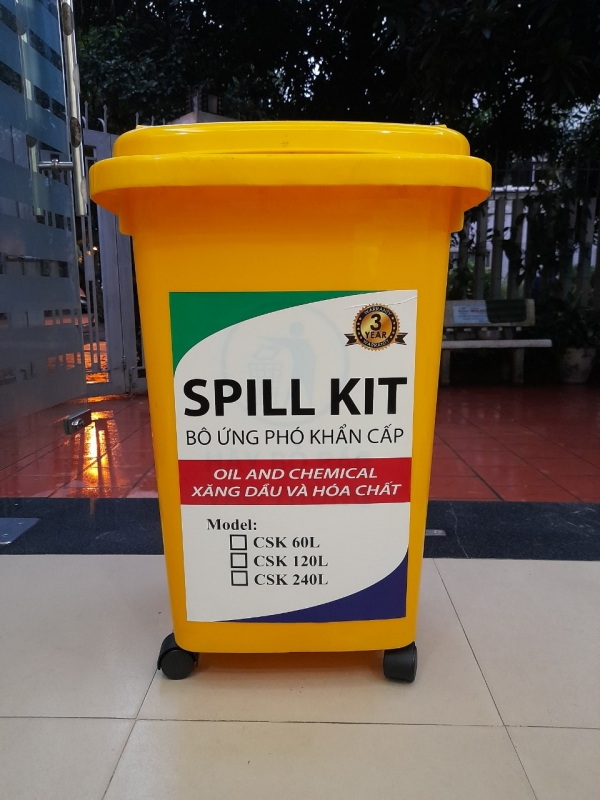 3
YEAR
WARRANTY
SPILL KIT
BÔ ỨNG PHÓ KHẨN CẤP
OIL AND CHEMICAL
XĂNG DẦU VÀ HÓA CHẤT
Model:
CSK 60L
CSK 120L
CSK 240L